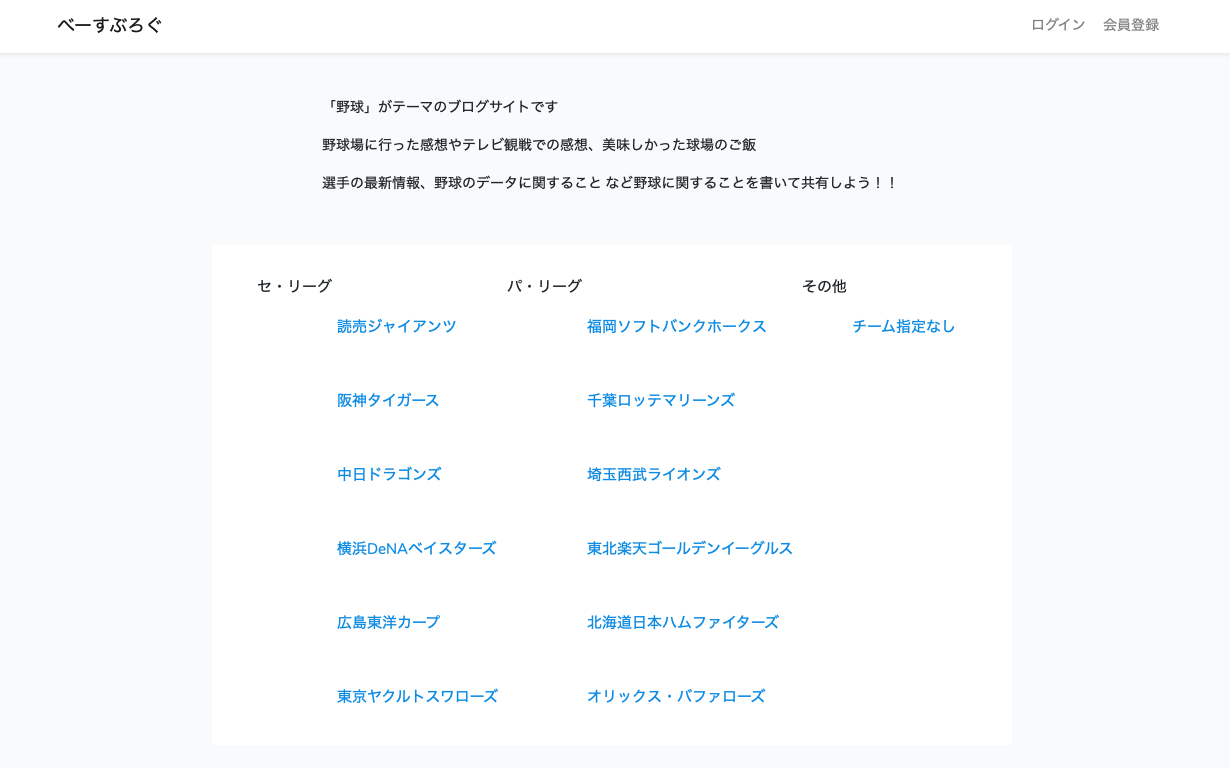 べーすぶろぐ
ログイン 会員登録
「野球」がテーマのブログサイトです
野球場に行った感想やテレビ観戦での感想、美味しかった球場のご飯
選手の最新情報、野球のデータに関すること など野球に関することを書いて共有しよう！！
セ・リーグ
読売ジャイアンツ
阪神タイガース
中日ドラゴンズ
横浜DeNAベイスターズ
広島東洋カープ
東京ヤクルトスワローズ
パ・リーグ
福岡ソフトバンクホークス
千葉ロッテマリーンズ
埼玉西武ライオンズ
東北楽天ゴールデンイーグルス
北海道日本ハムファイターズ
オリックス・バファローズ
その他
チーム指定なし